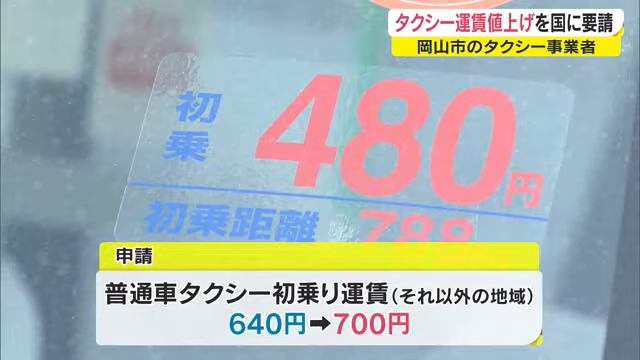 タクシー運賃値上げを国に要請
岡山市のタクシー事業者
初乗
480円
初乗距離 788
申請
普通車タクシー初乗り運賃（それ以外の地域）
640円➡700円